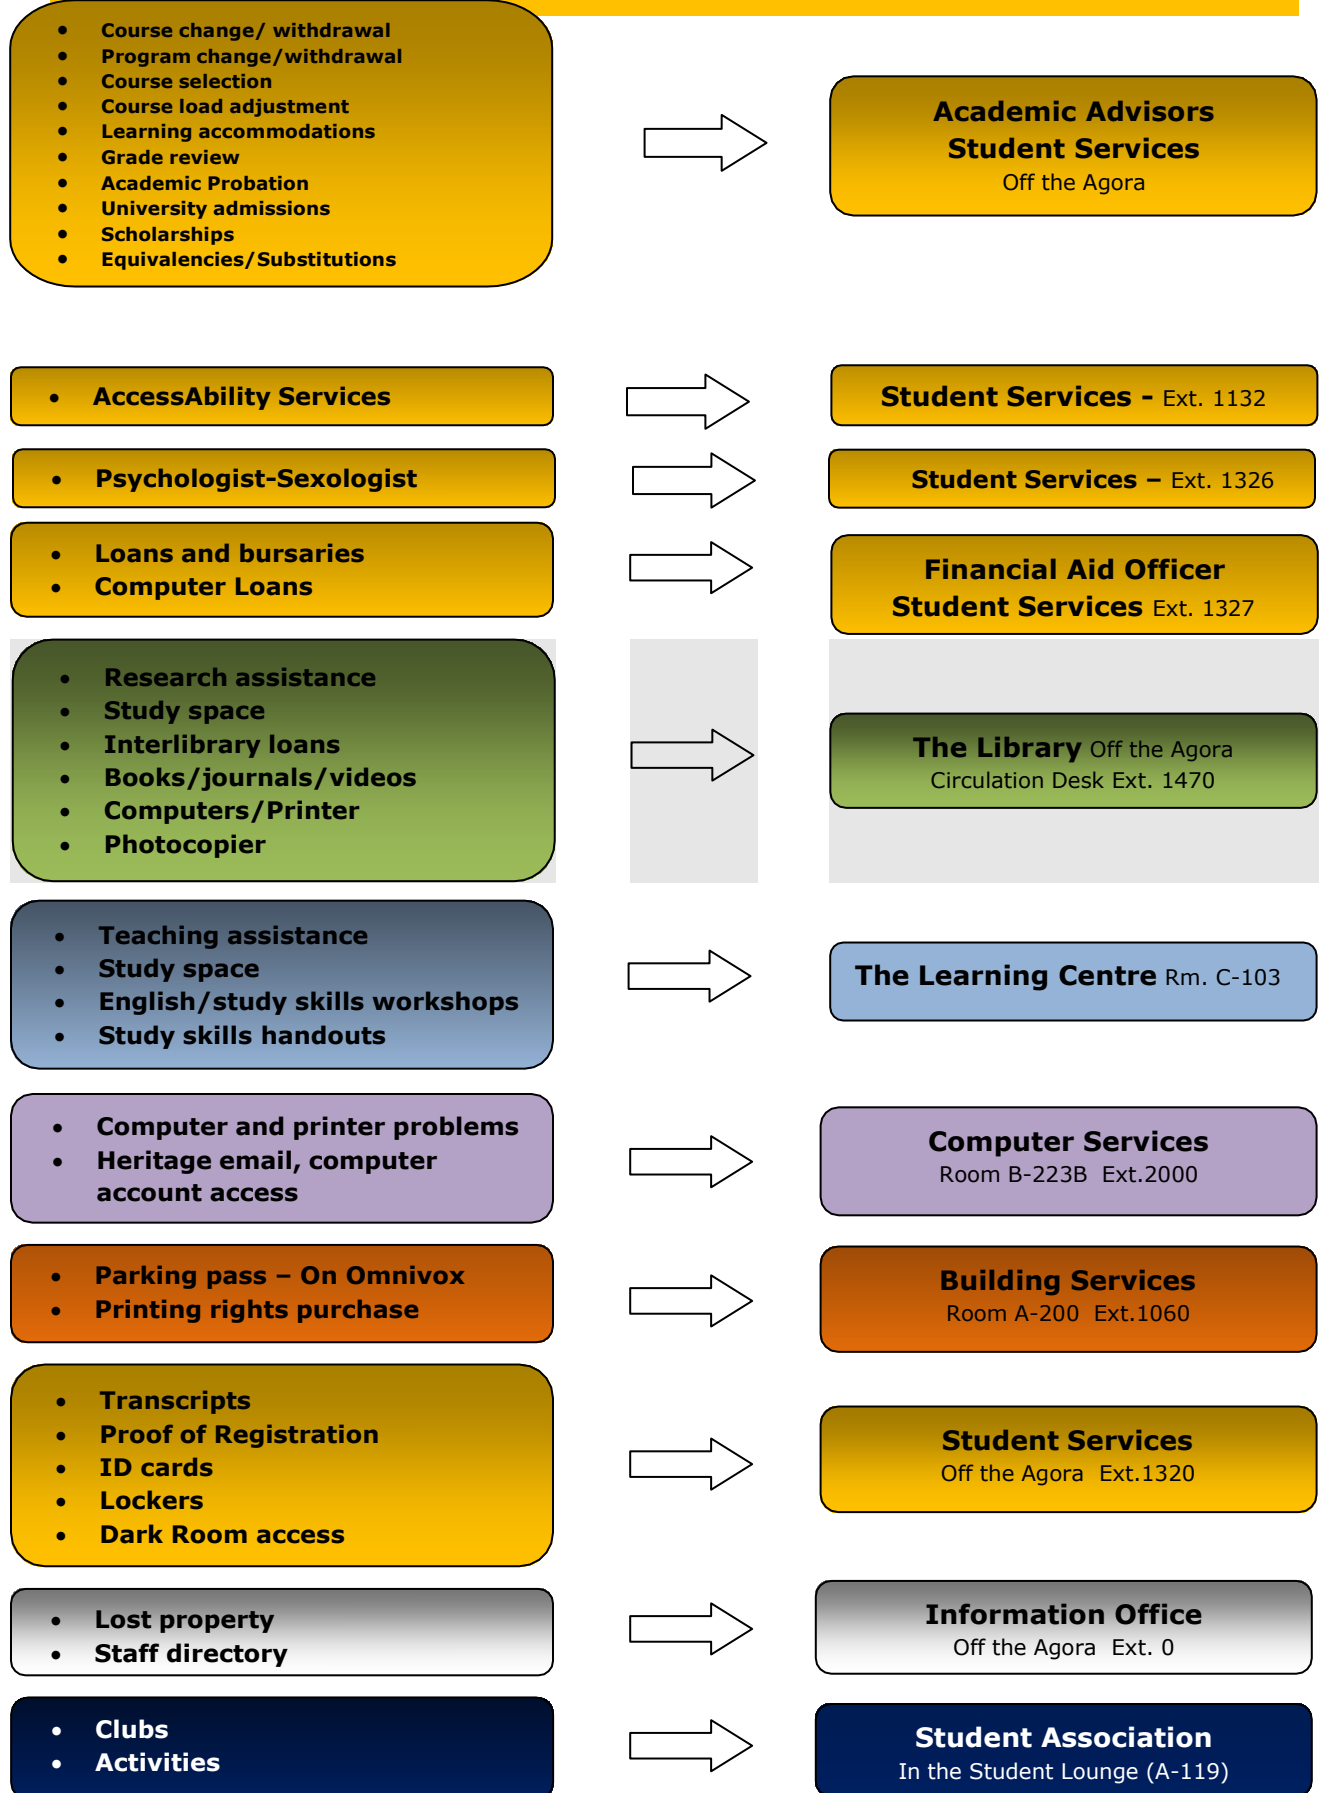 • Course change/ withdrawal
• Program change/withdrawal
• Course selection
• Course load adjustment
• Learning accommodations
• Grade review
• Academic Probation
• University admissions
• Scholarships
• Equivalencies/Substitutions
Academic Advisors
Student Services
Off the Agora
• AccessAbility Services
Student Services - Ext. 1132
• Psychologist-Sexologist
Student Services – Ext. 1326
• Loans and bursaries
• Computer Loans
Financial Aid Officer
Student Services Ext. 1327
• Research assistance
• Study space
• Interlibrary loans
• Books/journals/videos
• Computers/Printer
• Photocopier
The Library Off the Agora
Circulation Desk Ext. 1470
• Teaching assistance
• Study space
• English/study skills workshops
• Study skills handouts
The Learning Centre Rm. C-103
• Computer and printer problems
• Heritage email, computer
account access
Computer Services
Room B-223B Ext.2000
• Parking pass – On Omnivox
• Printing rights purchase
Building Services
Room A-200 Ext.1060
• Transcripts
• Proof of Registration
• ID cards
• Lockers
• Dark Room access
Student Services
Off the Agora Ext.1320
• Lost property
• Staff directory
Information Office
Off the Agora Ext. 0
• Clubs
• Activities
Student Association
In the Student Lounge (A-119)